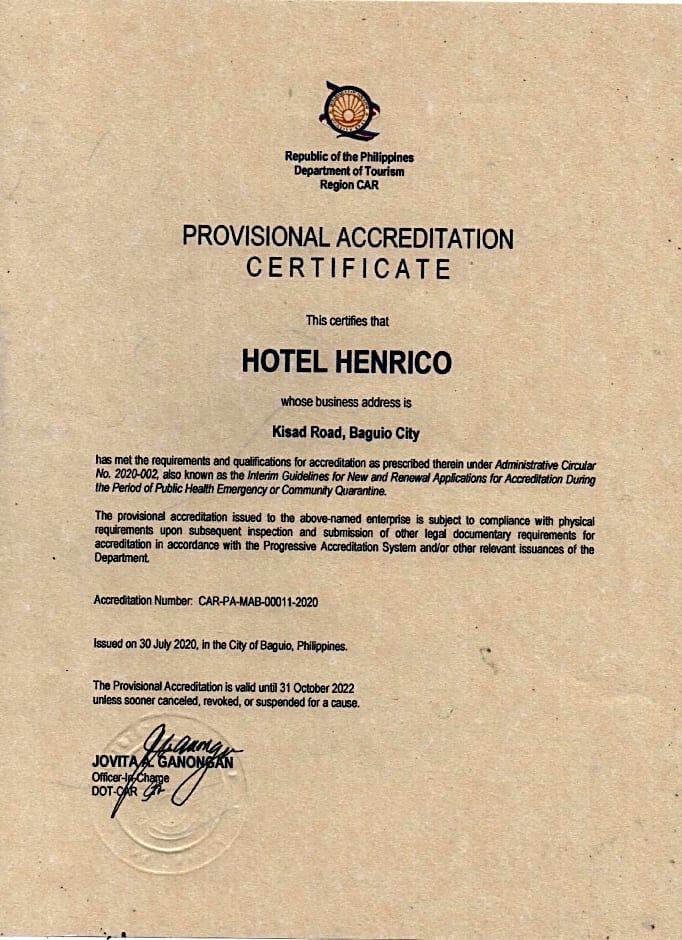 Republic of the Philippines
Department of Tourism
Region CAR
PROVISIONAL ACCREDITATION
CERTIFICATE
This certifies that
HOTEL HENRICO
whose business address is
Kisad Road, Baguio City
has met the requirements and qualifications for accreditation as prescribed therein under Administrative Circular
No. 2020-002, also known as the Interim Guidelines for New and Renewal Applications for Accreditation During
the Period of Public Health Emergency or Community Quarantine.
The provisional accreditation issued to the above-named enterprise is subject to compliance with physical
requirements upon subsequent inspection and submission of other legal documentary requirements for
accreditation in accordance with the Progressive Accreditation System and/or other relevant issuances of the
Department.
Accreditation Number: CAR-PA-MAB-00011-2020
Issued on 30 July 2020, in the City of Baguio, Philippines.
The Provisional Accreditation is valid until 31 October 2022
unless sooner canceled, revoked, or suspended for a cause.
JOVITA A. GANONGAN
Officer-In-Charge
DOT-CAR